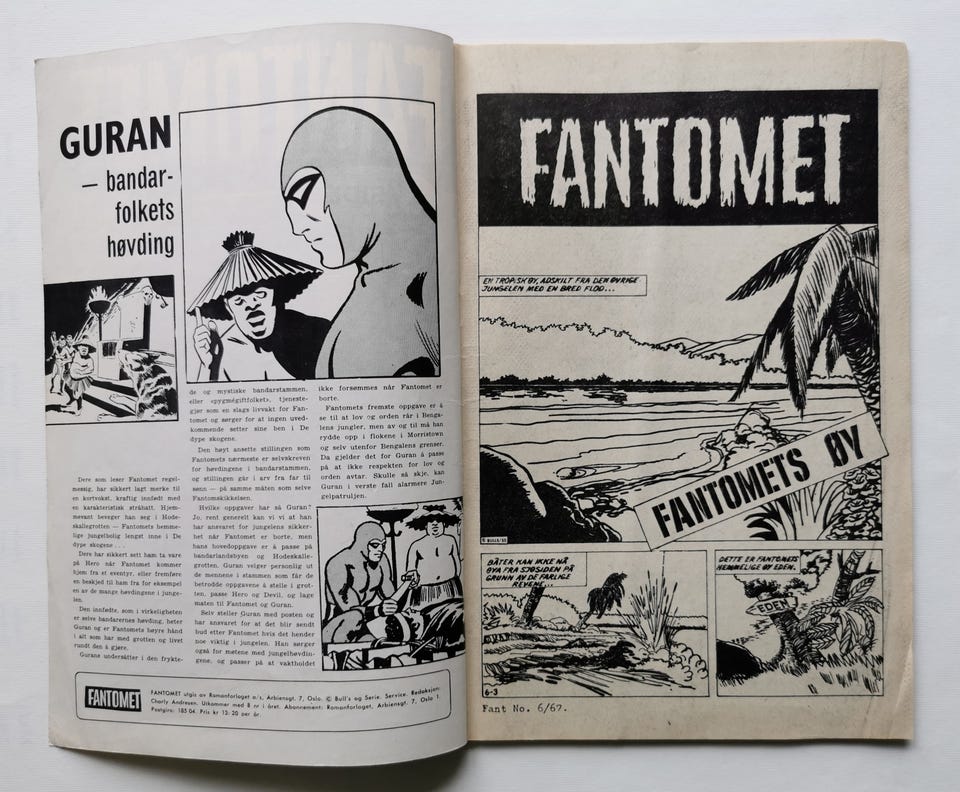 GURAN
– bandar-
folkets
høvding
Dere som leser Fantomet regel-
messig, har sikkert lagt merke til
en kortvokst, kraftig innfødt med
en karakteristisk stråhatt. Hjem-
mevant beveger han seg i Hode-
skallegrotten — Fantomets hemme-
lige junglebolig lengst inne i De
dype skogene . . .
Dere har sikkert sett ham ta vare
på Hero når Fantomet kommer
hjem fra et eventyr, eller fremføre
en beskjed til ham fra for eksempel
en av de mange høvdingene i junge-
len.
Den innfødte, som i virkeligheten
er selve bandarernes høvding, heter
Guran og er Fantomets høyre hånd
i alt som har med grotten og livet
rundt den å gjøre.
Gurans undersåtter i den frykte-
de og mystiske bandarstammen,
eller «pygmégiftfolket», tjeneste-
gjør som en slags livvakt for Fan-
tomet og sørger for at ingen uved-
kommende setter sine ben i De
dype skogene.
Den høyt ansette stillingen som
Fantomets nærmeste er selvskreven
for høvdingene i bandarstammen,
og stillingen går i arv fra far til
sønn — på samme måten som selve
Fantomskikkelsen.
Hvilke oppgaver har så Guran?
Jo, rent generelt kan vi si at han
har ansvaret for jungelens sikker-
het når Fantomet er borte, men
hans hovedoppgave er å passe på
bandarlandsbyen og Hodeskalle-
grotten. Guran velger personlig ut
de mennene i stammen som får de
betrodde oppgavene å stelle i grot-
ten, passe Hero og Devil, og lage
maten til Fantomet og Guran.
Selv steller Guran med posten og
har ansvaret for at det blir sendt
bud etter Fantomet hvis det hender
noe viktig i jungelen. Han sørger
også for møtene med jungelhøvdin-
gene, og passer på at vaktholdet
ikke forsømmes når Fantomet er
borte.
Fantomets fremste oppgave er å
se til at lov og orden rår i Benga-
lens jungler, men av og til må han
rydde opp i flokene i Morristown
og selv utenfor Bengalens grenser.
Da gjelder det for Guran å passe
på at ikke respekten for lov og
orden avtar. Skulle så skje, kan
Guran i verste fall alarmere Jun-
gelpatruljen.
FANTOMET
FANTOMET utgis av Romanforlaget a/s, Arbiensgt. 7, Oslo. © Bull's og Serie. Service. Redaksjon:
Charly Andresen. Utkommer med 8 nr i året. Abonnement: Romanforlaget, Arbiensgt. 7, Oslo 1.
Postgiro: 185 04. Pris kr 13.20 per år.
FANTOMET
EN TROPISK ØY, ADSKILT FRA DEN ØVRIGE
JUNGELEN MED EN BRED FLOD...
FANTOMETS ØY
BULLS
BÅTER KAN IKKE NÅ
ØYA FRA SJØSIDEN PÅ
GRUNN AV DE FARLIGE
REVENE...
6-3
DETTE ER FANTOMETS
HEMMELIGE ØY EDEN.
EDEN
Fant No. 6/67.